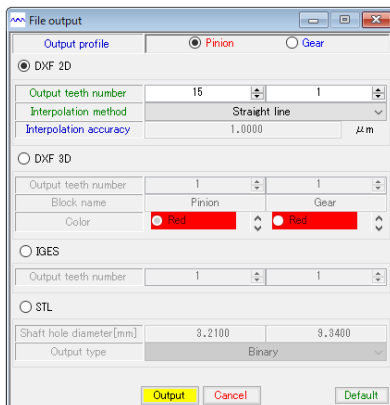 File output
Output profile Pinion Gear
DXF 2D
Output teeth number 15 1
Interpolation method Straight line
Interpolation accuracy 1.0000 μm
DXF 3D
Output teeth number 1 1
Block name Pinion Gear
Color Red Red
IGES
Output teeth number 1 1
STL
Shaft hole diameter[mm] 3.2100 9.3400
Output type Binary
Output Cancel Default